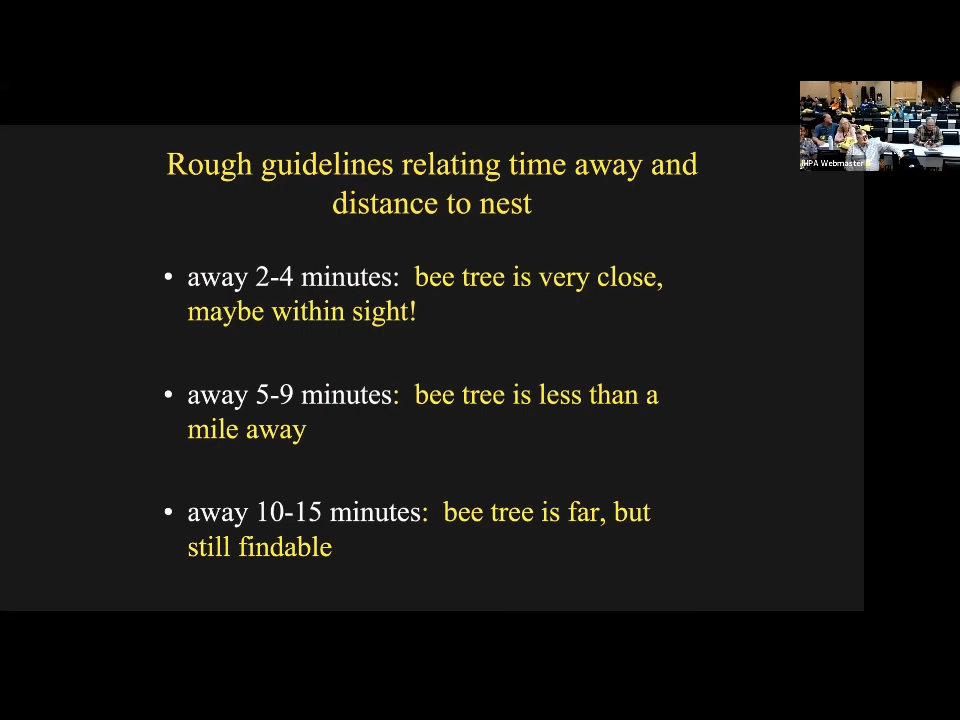 Rough guidelines relating time away and
distance to nest
• away 2-4 minutes: bee tree is very close,
maybe within sight!
• away 5-9 minutes: bee tree is less than a
mile away
• away 10-15 minutes: bee tree is far, but
still findable
HPA Webmaster